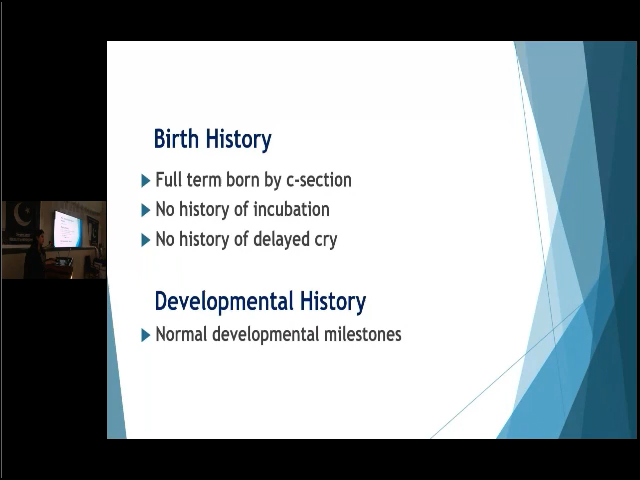 Birth History
Full term born by c-section
No history of incubation
No history of delayed cry
Developmental History
Normal developmental milestones